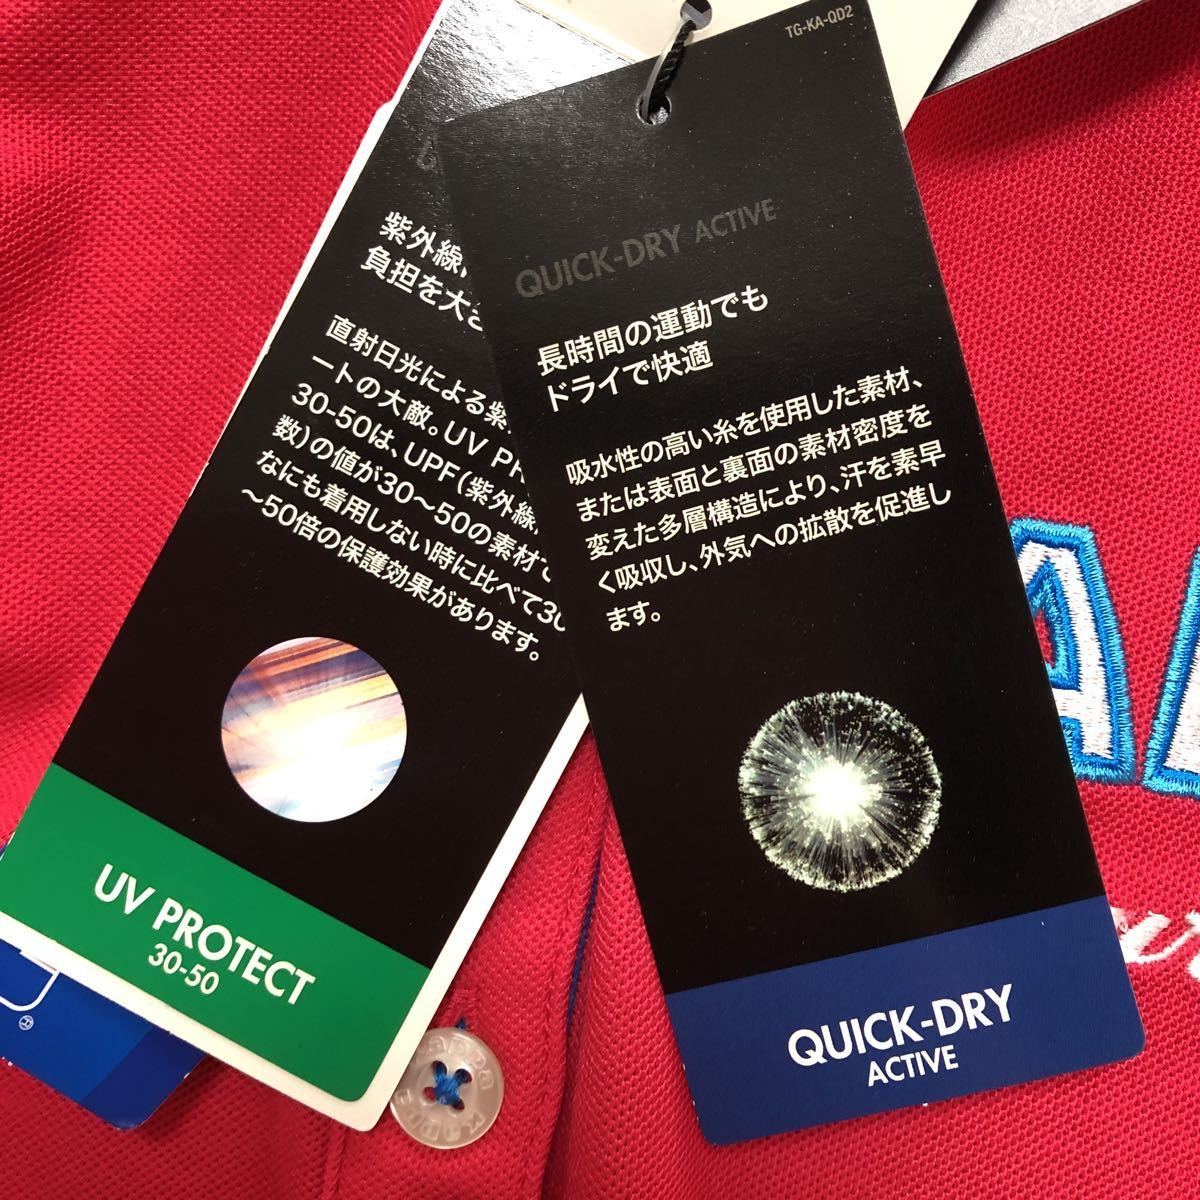 TG-KA-QD2
QUICK-DRY ACTIVE
長時間の運動でも
ドライで快適
吸水性の高い糸を使用した素材、
または表面と裏面の素材密度を
変えた多層構造により、汗を素早
く吸収し、外気への拡散を促進し
ます。
QUICK-DRY
ACTIVE
紫外線
負担を大き
直射日光による紫
ートの大敵。UV P
30-50は、UPF(紫外線
数)の値が30〜50の素材で
なにも着用しない時に比べて30
〜50倍の保護効果があります。
UV PROTECT
30-50
A